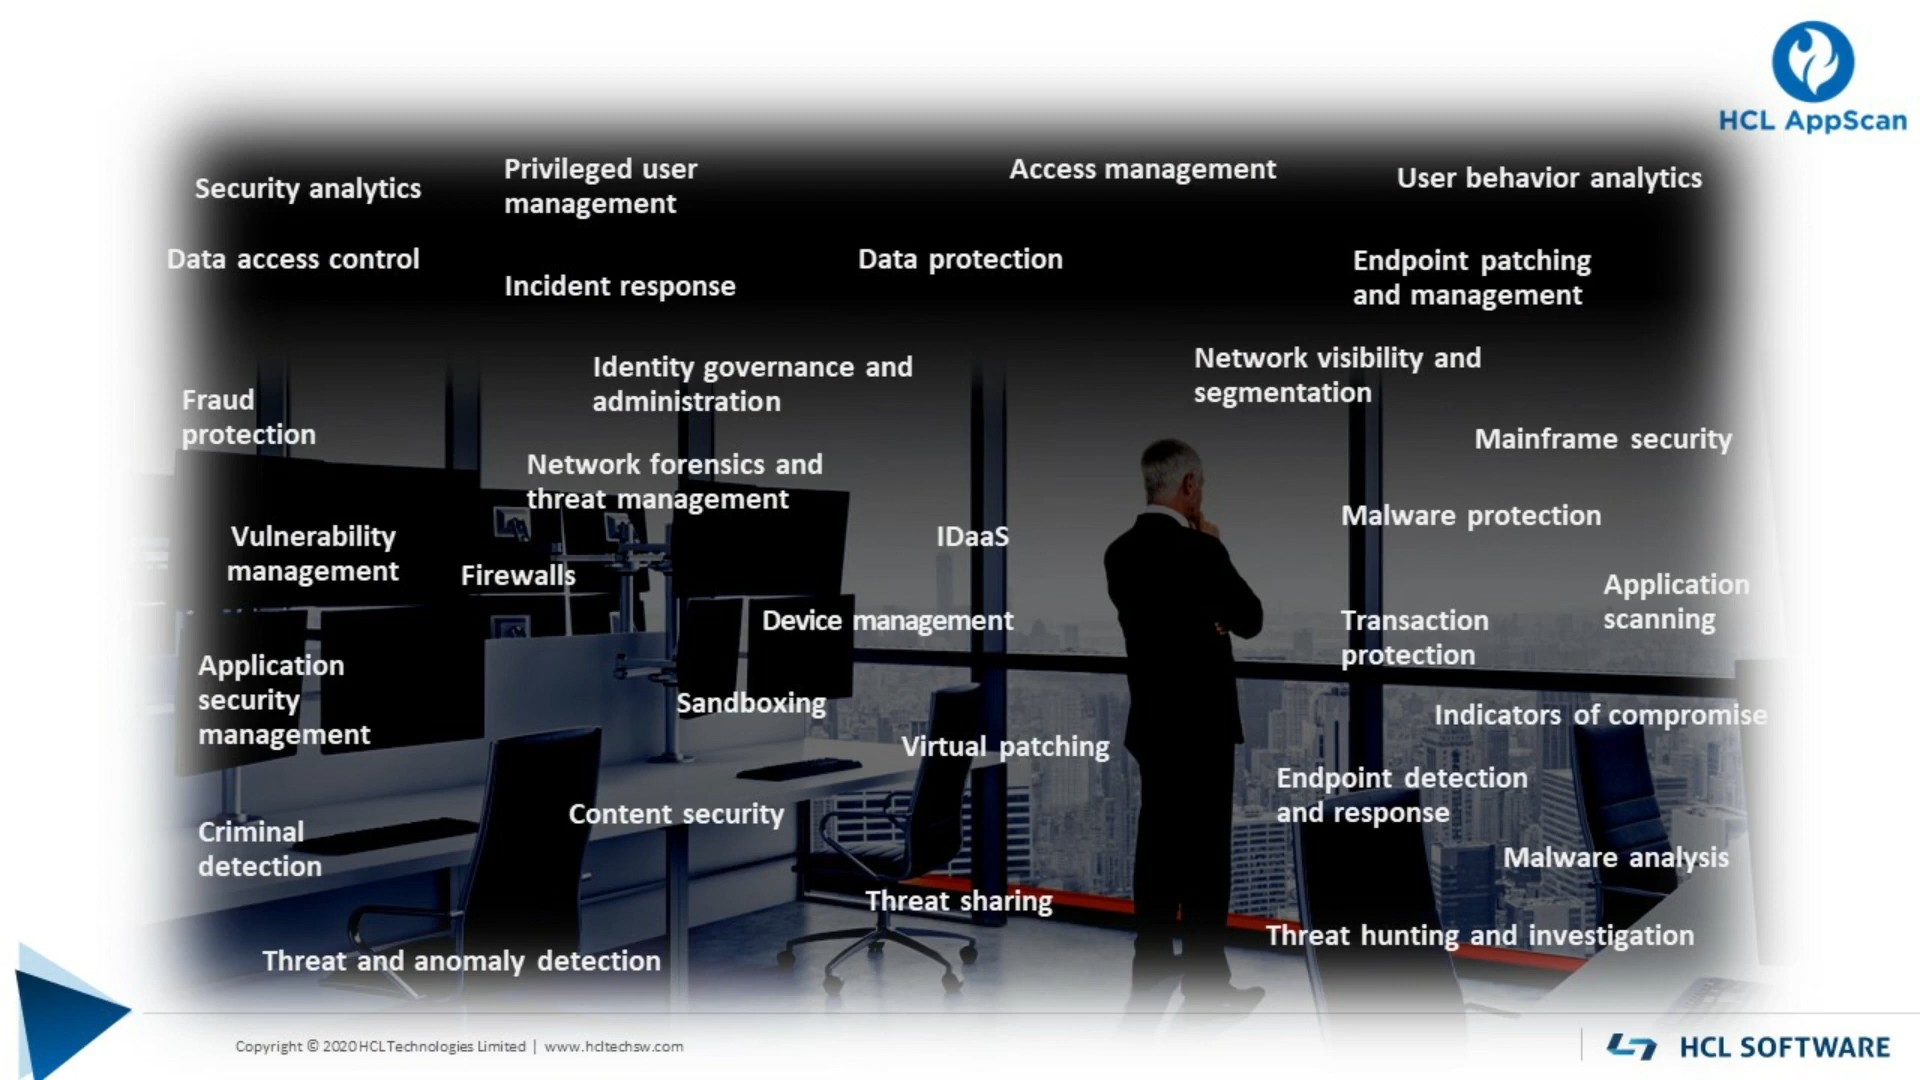 HCL AppScan
Security analytics
Privileged user
management
Access management
User behavior analytics
Data access control
Incident response
Data protection
Endpoint patching
and management
Identity governance and
administration
Network visibility and
segmentation
Fraud
protection
Mainframe security
Network forensics and
threat management
Vulnerability
management
Firewalls
IDaaS
Malware protection
Application
scanning
Device management
Transaction
protection
Application
security
management
Sandboxing
Virtual patching
Indicators of compromise
Endpoint detection
and response
Content security
Criminal
detection
Malware analysis
Threat sharing
Threat hunting and investigation
Threat and anomaly detection
Copyright © 2020 HCL Technologies Limited | www.hcltechsw.com
HCL SOFTWARE